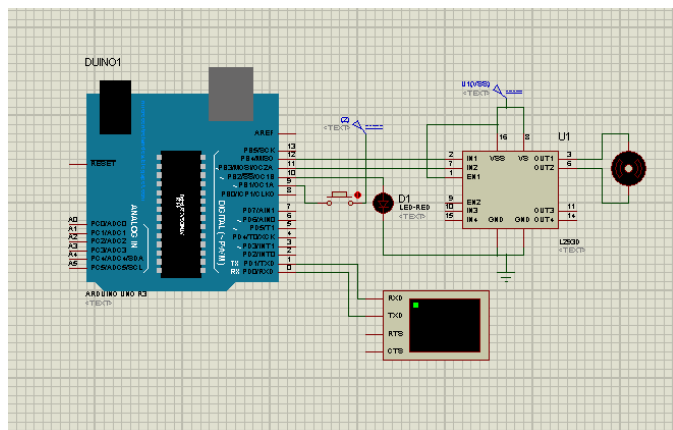 DUINO1
AREF
RESET
PB5/SCK 13
PB4/MISO 12
PB3/MOSI/OC2A 11
PB2/SS/OC1B 10
PB1/OC1A 9
PB0/ICP1/CLKO 8
PD7/AIN1 7
PD6/AIN0 6
PD5/T1 5
PD4/T0/XCK 4
PD3/INT1 3
PD2/INT0 2
TX PD1/TXD 1
RX PD0/RXD 0
DIGITAL (~PWM)
ANALOG IN
A0 PC0/ADC0
A1 PC1/ADC1
A2 PC2/ADC2
A3 PC3/ADC3
A4 PC4/ADC4/SDA
A5 PC5/ADC5/SCL
ARDUINO UNO R3
<TEXT>
<TEXT>
U1(VSS)
<TEXT>
D1
LED-RED
<TEXT>
U1
16 8
2 IN1 VSS VS OUT1 3
7 IN2 OUT2 6
1 EN1
9 EN2
10 IN3 OUT3 11
15 IN4 GND GND OUT4 14
L293D
<TEXT>
RXD
TXD
RTS
CTS